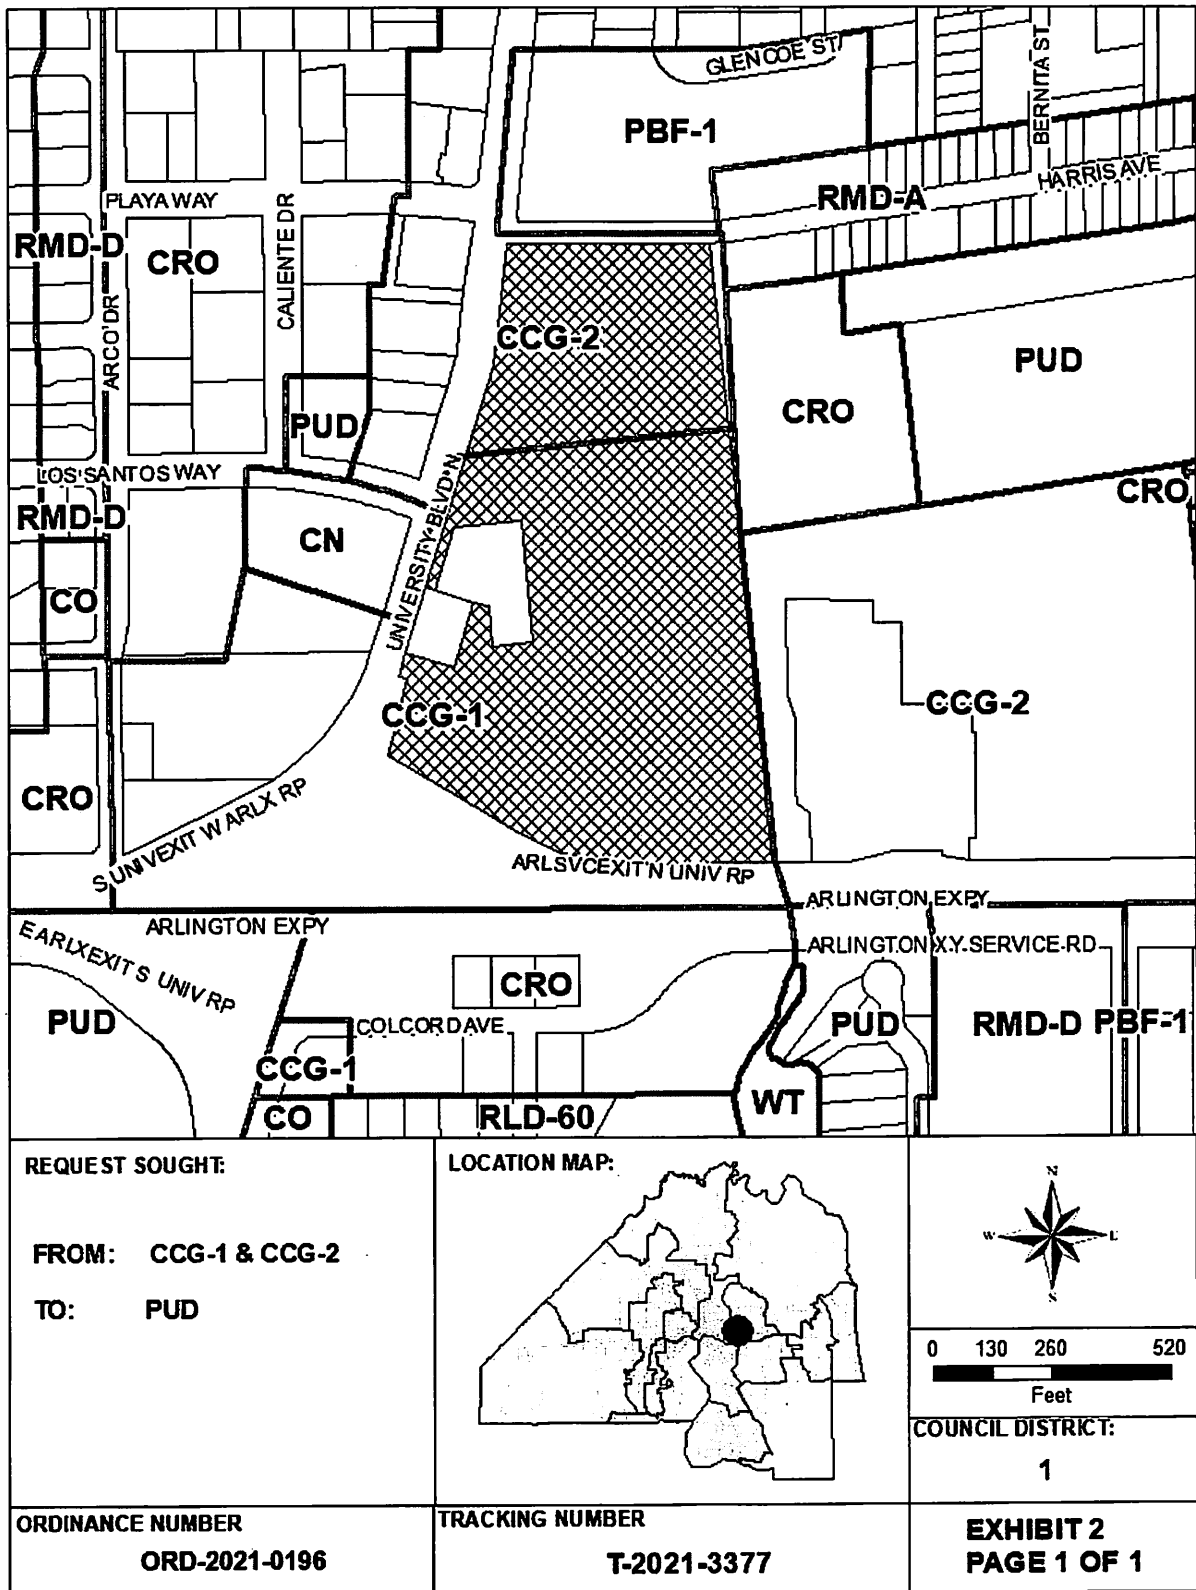 GLENCOE ST
BERNITA ST
PBF-1
HARRIS AVE
RMD-A
PLAYA WAY
RMD-D
CRO
CALIENTE DR
ARCO DR
CCG-2
PUD
CRO
PUD
LOS SANTOS WAY
UNIVERSITY BLVD N
CRO
RMD-D
CN
CO
CCG-1
CCG-2
CRO
S UNIV EXIT W ARLX RP
ARLSVC EXIT N UNIV RP
ARLINGTON EXPY
ARLINGTON EXPY
E ARLX EXIT S UNIV RP
ARLINGTON XY SERVICE RD
CRO
PUD
COLCORD AVE
PUD
RMD-D
PBF-1
CCG-1
CO
RLD-60
WT
REQUEST SOUGHT:
FROM: CCG-1 & CCG-2
TO: PUD
LOCATION MAP:
N
W
E
S
0 130 260 520
Feet
COUNCIL DISTRICT:
1
ORDINANCE NUMBER
ORD-2021-0196
TRACKING NUMBER
T-2021-3377
EXHIBIT 2
PAGE 1 OF 1